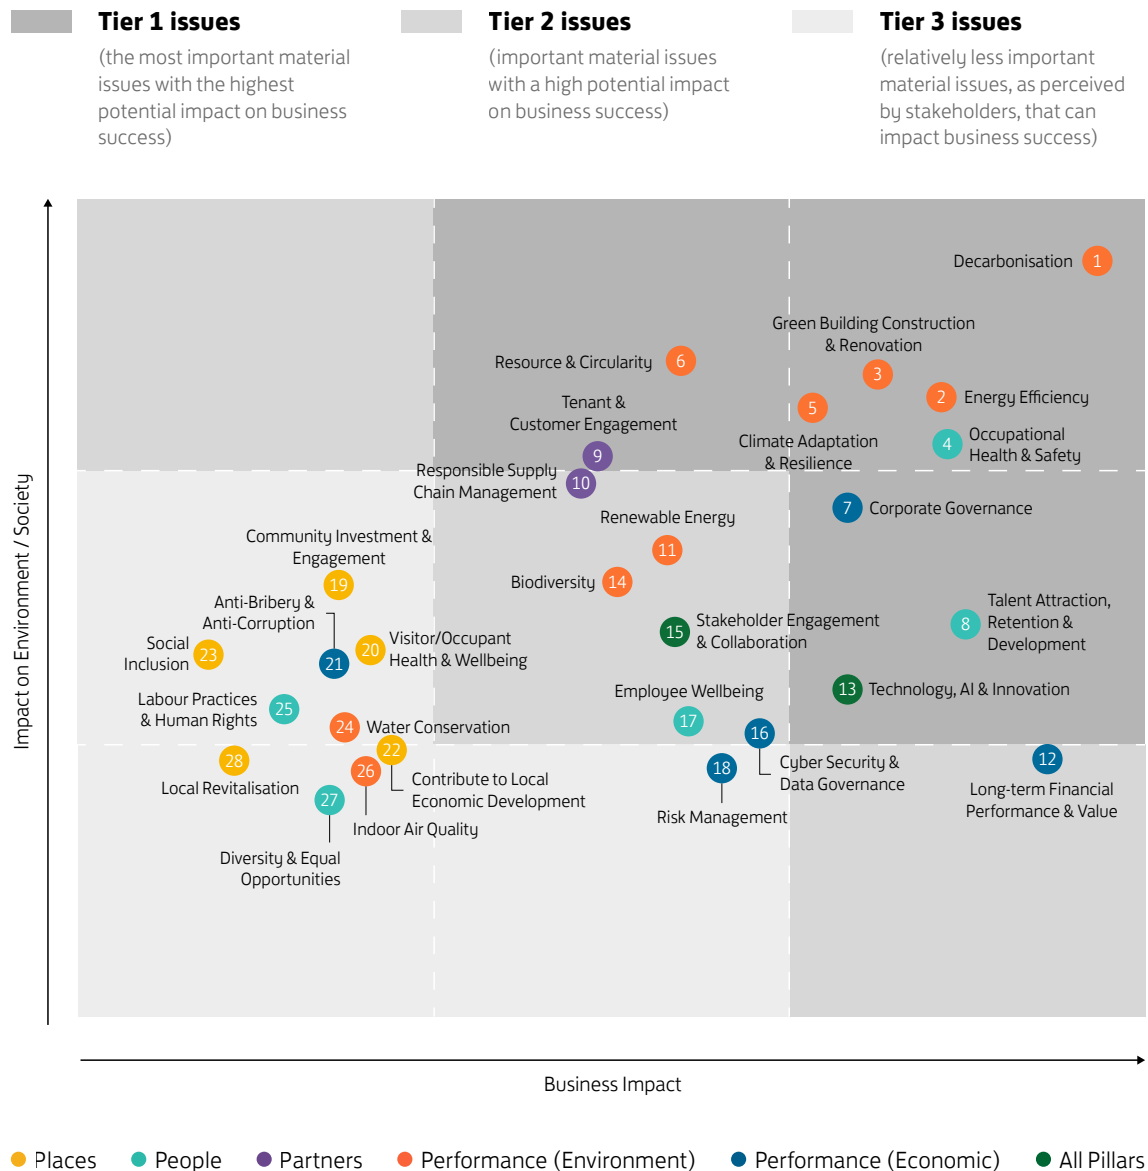 Tier 1 issues
(the most important material
issues with the highest
potential impact on business
success)
Tier 2 issues
(important material issues
with a high potential impact
on business success)
Tier 3 issues
(relatively less important
material issues, as perceived
by stakeholders, that can
impact business success)
Impact on Environment / Society
Decarbonisation
1
Green Building Construction
& Renovation
3
Resource & Circularity
6
2
Energy Efficiency
Tenant &
Customer Engagement
9
5
Climate Adaptation
& Resilience
4
Occupational
Health & Safety
Responsible Supply
Chain Management
10
7
Corporate Governance
Renewable Energy
11
Community Investment &
Engagement
19
Biodiversity
14
Anti-Bribery &
Anti-Corruption
21
Stakeholder Engagement
& Collaboration
15
Talent Attraction,
Retention &
Development
8
Social
Inclusion
23
20
Visitor/Occupant
Health & Wellbeing
13
Technology, AI & Innovation
Labour Practices
& Human Rights
25
Employee Wellbeing
17
24
Water Conservation
16
Cyber Security &
Data Governance
28
Local Revitalisation
22
Contribute to Local
Economic Development
26
Indoor Air Quality
18
Risk Management
12
Long-term Financial
Performance & Value
27
Diversity & Equal
Opportunities
Business Impact
Places
People
Partners
Performance (Environment)
Performance (Economic)
All Pillars